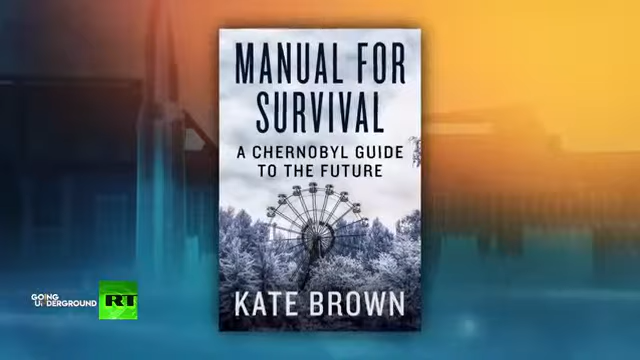 MANUAL FOR
SURVIVAL
A CHERNOBYL GUIDE
TO THE FUTURE
KATE BROWN
GOING
UNDERGROUND
RT